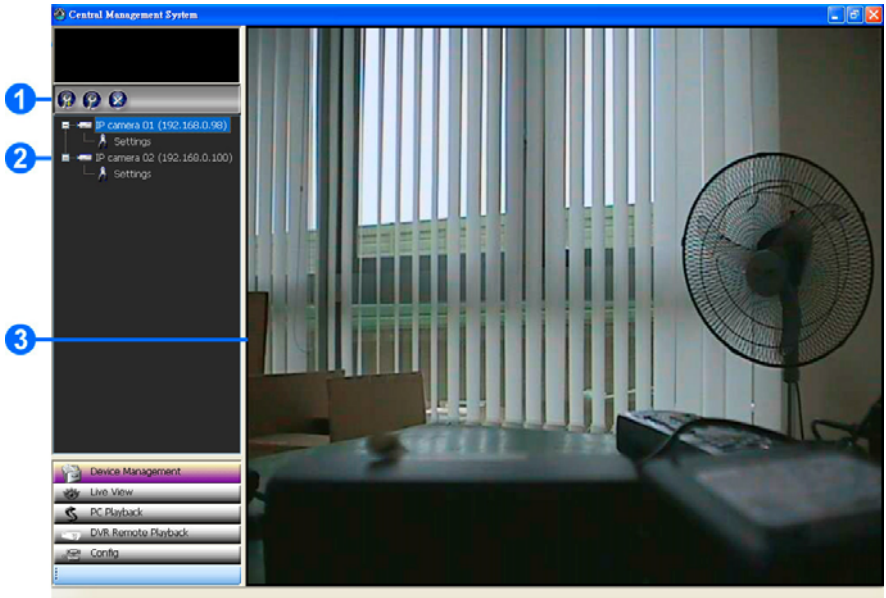 Central Management System
1
IP camera 01 (192.168.0.98)
Settings
2
IP camera 02 (192.168.0.100)
Settings
3
Device Management
Live View
PC Playback
DVR Remote Playback
Config